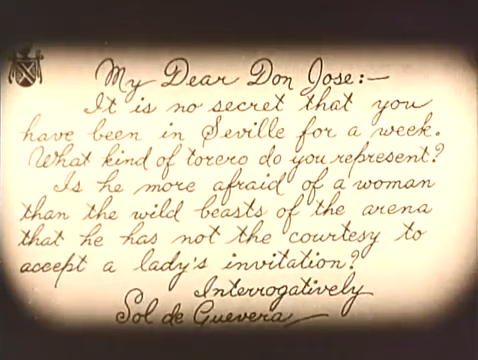 My Dear Don Jose:—
It is no secret that you
have been in Seville for a week.
What kind of torero do you represent?
Is he more afraid of a woman
than the wild beasts of the arena
that he has not the courtesy to
accept a lady's invitation?
Interrogatively
Sol de Guevera—